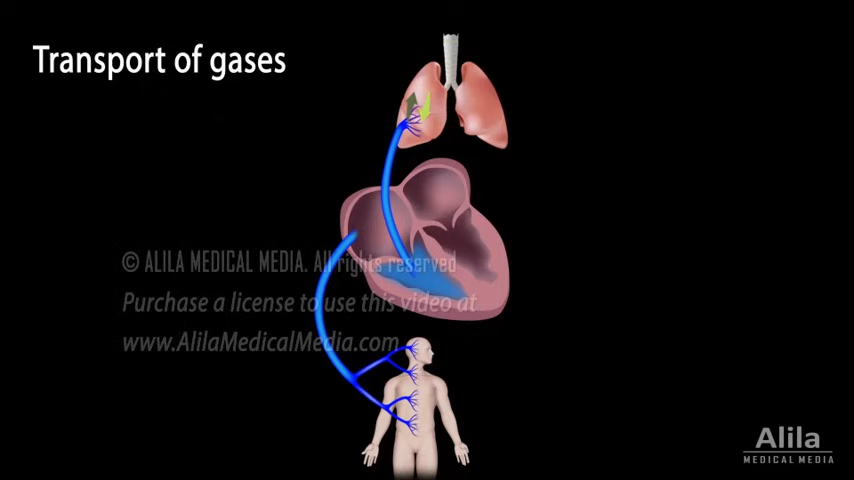 Transport of gases
© ALILA MEDICAL MEDIA. All rights reserved
Purchase a license to use this video at
www.AlilaMedicalMedia.com
Alila
MEDICAL MEDIA